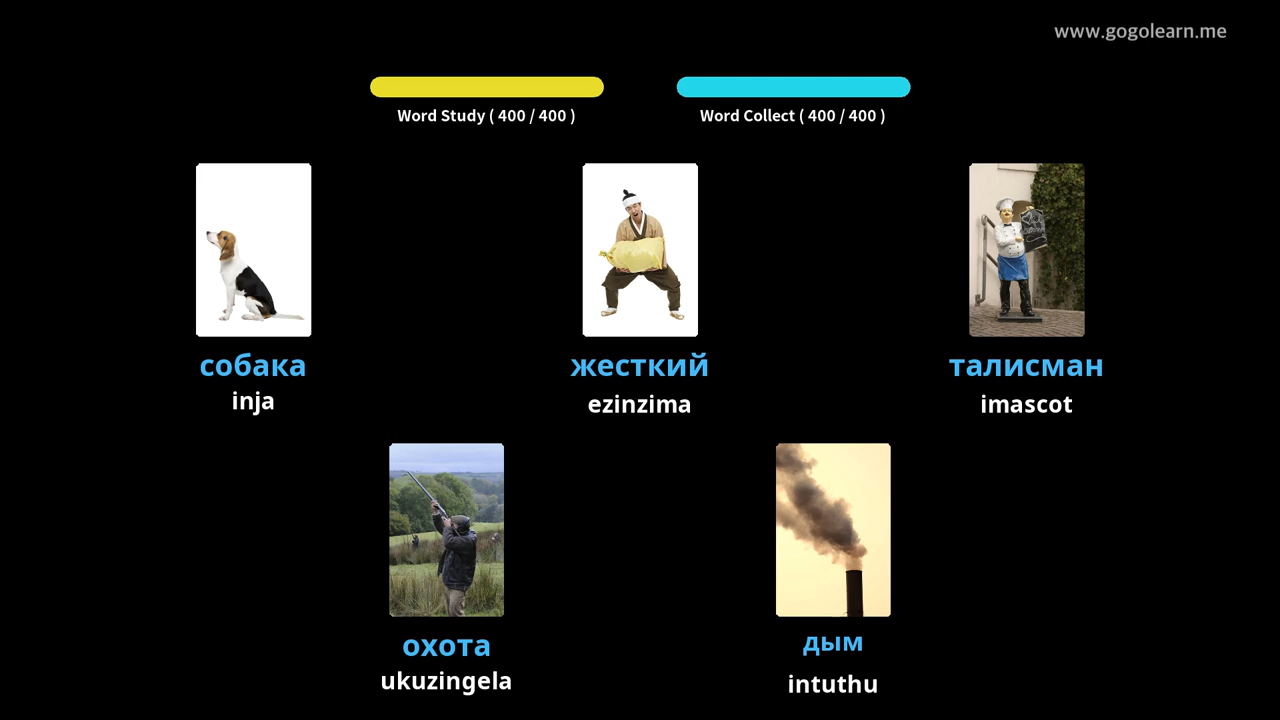 www.gogolearn.me
Word Study ( 400 / 400 )
Word Collect ( 400 / 400 )
собака
inja
жесткий
ezinzima
талисман
imascot
охота
ukuzingela
дым
intuthu